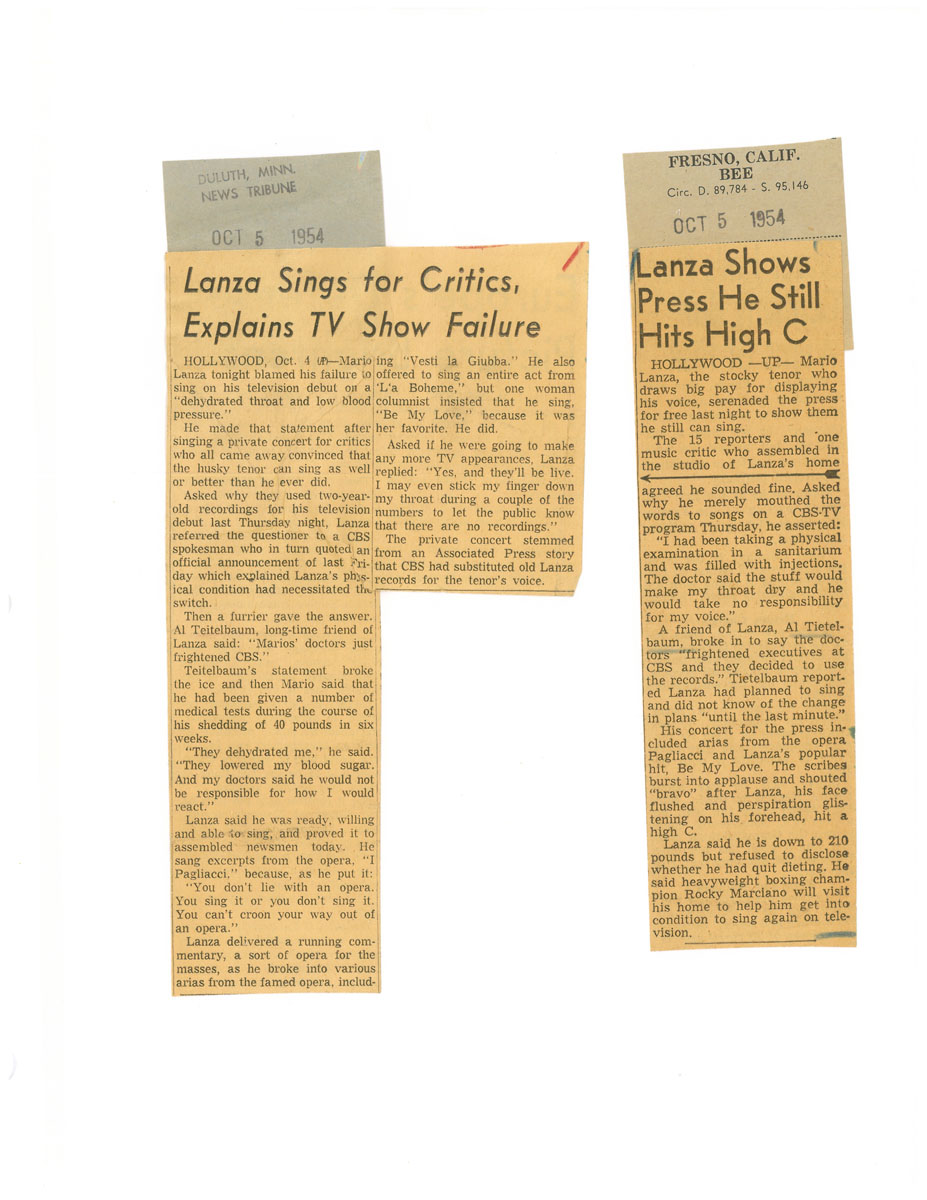 DULUTH, MINN.
NEWS TRIBUNE
OCT 5 1954
Lanza Sings for Critics,
Explains TV Show Failure
HOLLYWOOD, Oct. 4 (AP)—Mario
Lanza tonight blamed his failure to
sing on his television debut on a
"dehydrated throat and low blood
pressure."
He made that statement after
singing a private concert for critics
who all came away convinced that
the husky tenor can sing as well
or better than he ever did.
Asked why they used two-year-
old recordings for his television
debut last Thursday night, Lanza
referred the questioner to a CBS
spokesman who in turn quoted an
official announcement of last Fri-
day which explained Lanza's phys-
ical condition had necessitated the
switch.
Then a furrier gave the answer.
Al Teitelbaum, long-time friend of
Lanza said: "Marios' doctors just
frightened CBS."
Teitelbaum's statement broke
the ice and then Mario said that
he had been given a number of
medical tests during the course of
his shedding of 40 pounds in six
weeks.
"They dehydrated me," he said.
"They lowered my blood sugar.
And my doctors said he would not
be responsible for how I would
react."
Lanza said he was ready, willing
and able to sing, and proved it to
assembled newsmen today. He
sang excerpts from the opera, "I
Pagliacci," because, as he put it:
"You don't lie with an opera.
You sing it or you don't sing it.
You can't croon your way out of
an opera."
Lanza delivered a running com-
mentary, a sort of opera for the
masses, as he broke into various
arias from the famed opera, includ-
ing "Vesti la Giubba." He also
offered to sing an entire act from
'L'a Boheme," but one woman
columnist insisted that he sing,
"Be My Love," because it was
her favorite. He did.
Asked if he were going to make
any more TV appearances, Lanza
replied: "Yes, and they'll be live.
I may even stick my finger down
my throat during a couple of the
numbers to let the public know
that there are no recordings."
The private concert stemmed
from an Associated Press story
that CBS had substituted old Lanza
records for the tenor's voice.
FRESNO, CALIF.
BEE
Circ. D. 89,784 - S. 95,146
OCT 5 1954
Lanza Shows
Press He Still
Hits High C
HOLLYWOOD —UP— Mario
Lanza, the stocky tenor who
draws big pay for displaying
his voice, serenaded the press
for free last night to show them
he still can sing.
The 15 reporters and one
music critic who assembled in
the studio of Lanza's home
agreed he sounded fine. Asked
why he merely mouthed the
words to songs on a CBS-TV
program Thursday, he asserted:
"I had been taking a physical
examination in a sanitarium
and was filled with injections.
The doctor said the stuff would
make my throat dry and he
would take no responsibility
for my voice."
A friend of Lanza, Al Tietel-
baum, broke in to say the doc-
tors "frightened executives at
CBS and they decided to use
the records." Tietelbaum report-
ed Lanza had planned to sing
and did not know of the change
in plans "until the last minute."
His concert for the press in-
cluded arias from the opera
Pagliacci and Lanza's popular
hit, Be My Love. The scribes
burst into applause and shouted
"bravo" after Lanza, his face
flushed and perspiration glis-
tening on his forehead, hit a
high C.
Lanza said he is down to 210
pounds but refused to disclose
whether he had quit dieting. He
said heavyweight boxing cham-
pion Rocky Marciano will visit
his home to help him get into
condition to sing again on tele-
vision.